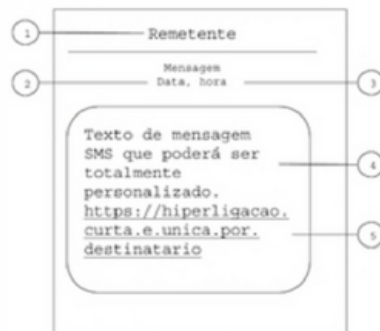 1
Remetente
Mensagem
2
Data, hora
3
Texto de mensagem
SMS que poderá ser
totalmente
personalizado.
4
https://hiperligacao.
curta.e.unica.por.
destinatario
5